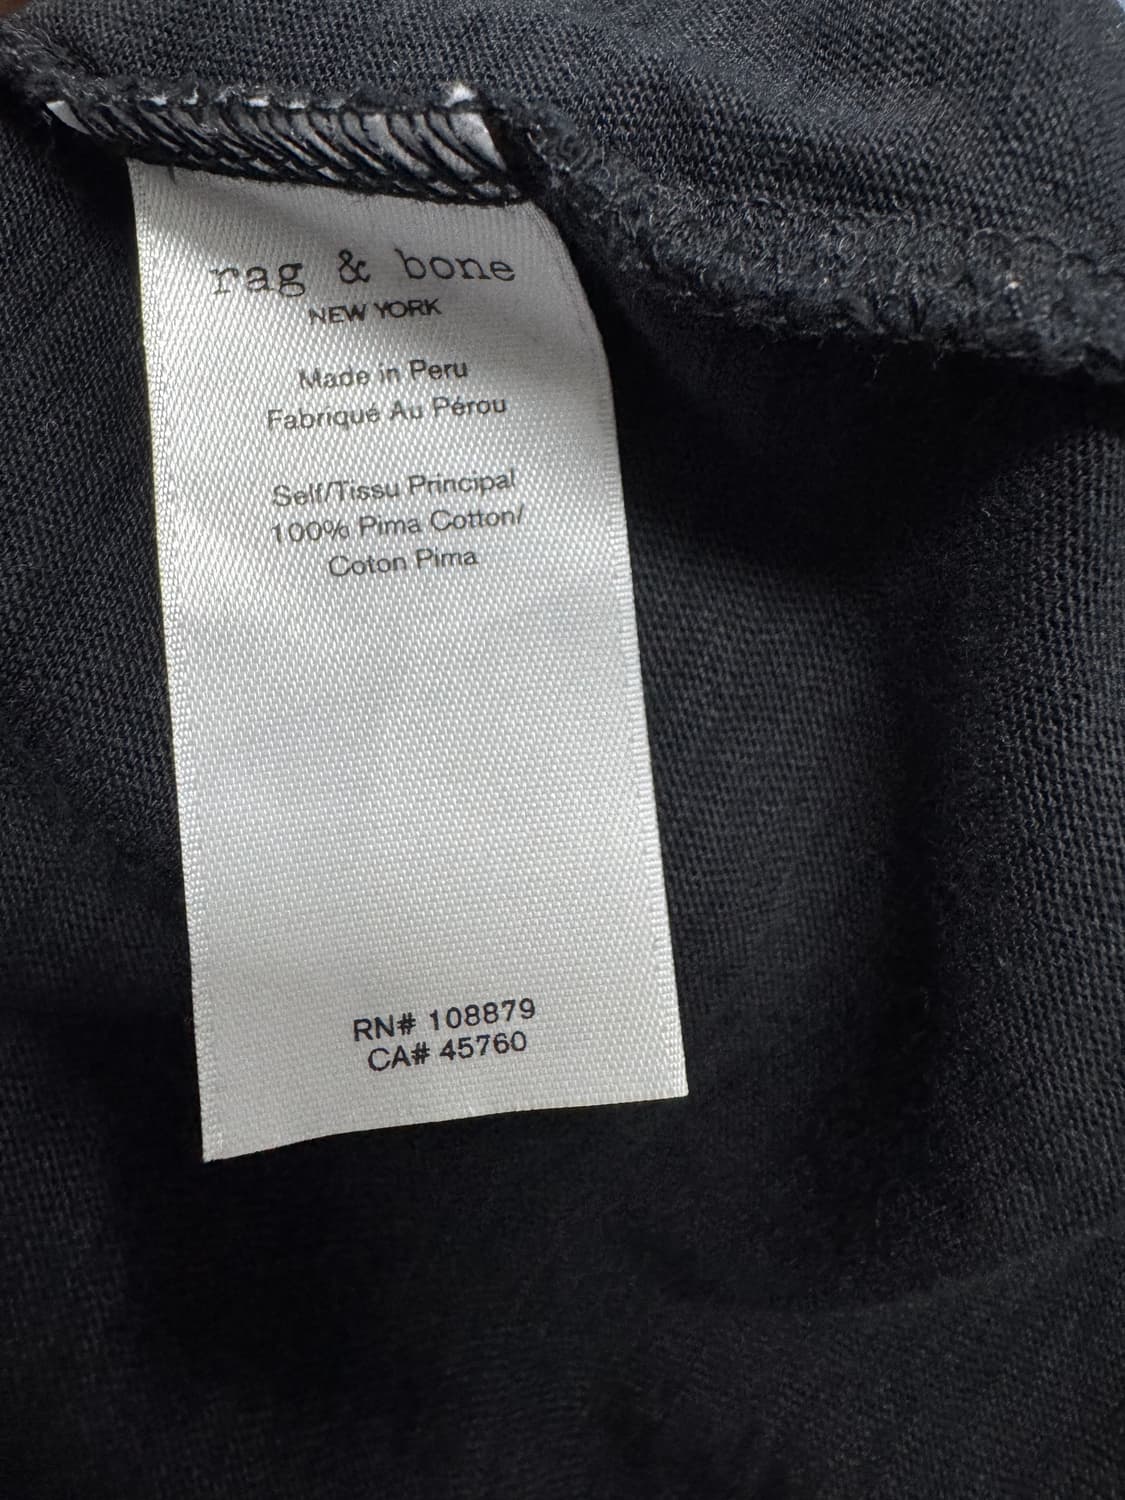 rag & bone
NEW YORK
Made in Peru
Fabriqué Au Pérou
Self/Tissu Principal
100% Pima Cotton/
Coton Pima
RN# 108879
CA# 45760